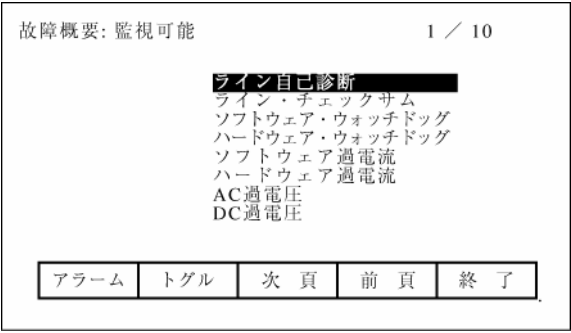 故障概要: 監視可能 1 ／ 10
ライン自己診断
ライン・チェックサム
ソフトウェア・ウォッチドッグ
ハードウェア・ウォッチドッグ
ソフトウェア過電流
ハードウェア過電流
AC過電圧
DC過電圧
アラーム トグル 次 頁 前 頁 終 了